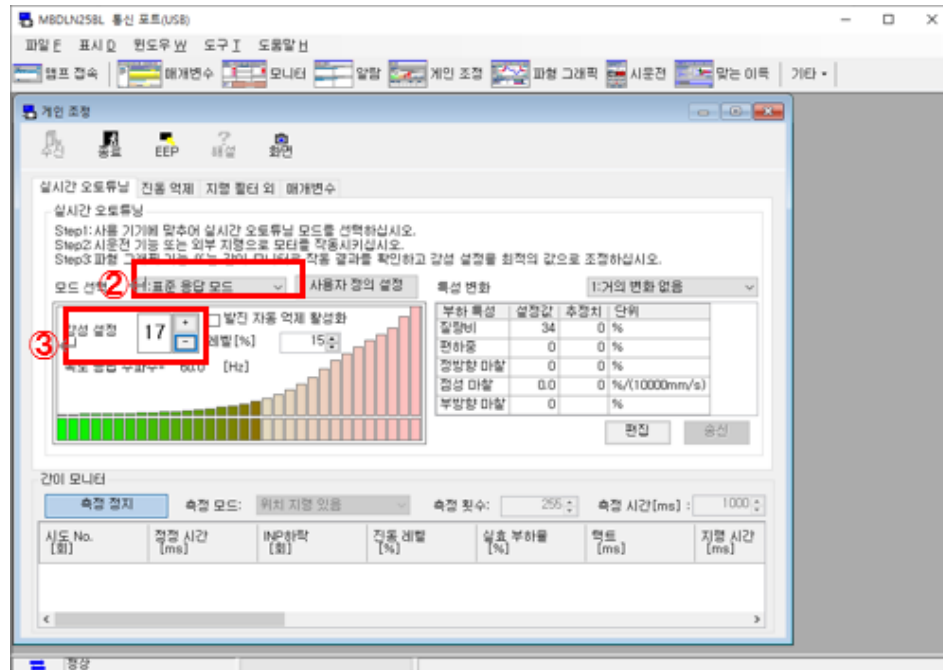 MBDLN25BL 통신 포트(USB)
파일 F 표시 D 윈도우 W 도구 T 도움말 H
앰프 접속 매개변수 모니터 알람 게인 조정 파형 그래픽 시운전 맞는 이득 기타
게인 조정
수신 종료 EEP 해설 화면
실시간 오토튜닝 진동 억제 지령 필터 외 매개변수
실시간 오토튜닝
Step1:사용 기기에 맞추어 실시간 오토튜닝 모드를 선택하십시오.
Step2:시운전 기능 또는 외부 지령으로 모터를 작동시키십시오.
Step3:파형 그래픽 기능 또는 간이 모니터로 작동 결과를 확인하고 강성 설정을 최적의 값으로 조정하십시오.
모드 선택 ② 1:표준 응답 모드 사용자 정의 설정 특성 변화 1:거의 변화 없음
③ 강성 설정 17 + - 발진 자동 억제 활성화
레벨[%] 15
60.0 [Hz]
부하 특성 설정값 추정치 단위
질량비 34 0 %
편하중 0 0 %
정방향 마찰 0 0 %
점성 마찰 0.0 0 %/(10000mm/s)
부방향 마찰 0 %
편집 송신
간이 모니터
측정 정지 측정 모드: 위치 지령 있음 측정 횟수: 255 측정 시간[ms] : 1000
시도 No. 정정 시간 INP하락 진동 레벨 실효 부하율 택트 지령 시간
[회] [ms] [회] [%] [%] [ms] [ms]
정상